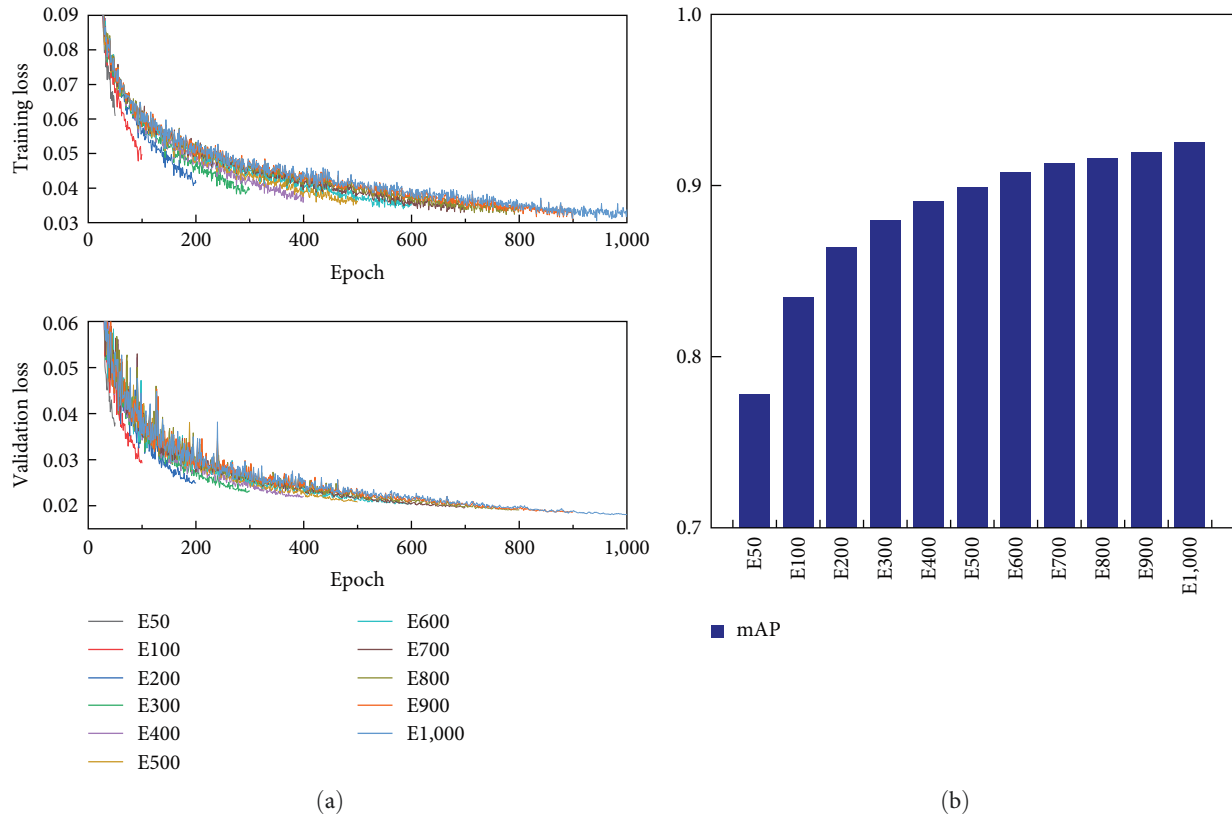 0.09
0.08
0.07
0.06
0.05
0.04
0.03
Training loss
0 200 400 600 800 1,000
Epoch
0.06
0.05
0.04
0.03
0.02
Validation loss
0 200 400 600 800 1,000
Epoch
E50
E100
E200
E300
E400
E500
E600
E700
E800
E900
E1,000
(a)
1.0
0.9
0.8
0.7
E50 E100 E200 E300 E400 E500 E600 E700 E800 E900 E1,000
mAP
(b)